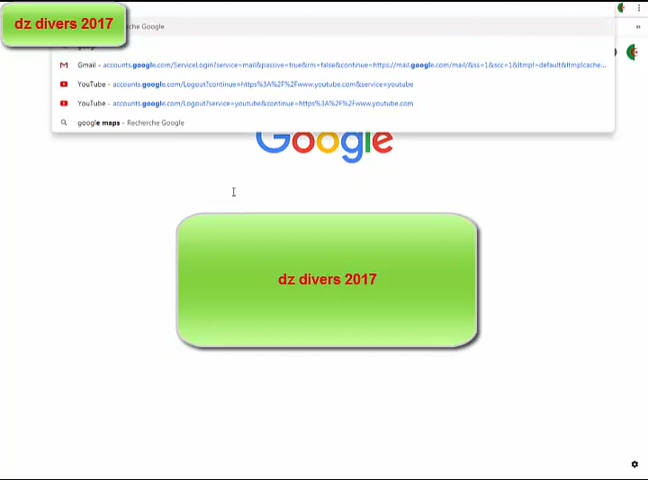 dz divers 2017
che Google
Gmail - accounts.google.com/ServiceLogin?service=mail&passive=true&rm=false&continue=https://mail.google.com/mail/&ss=1&scc=1&ltmpl=default&ltmplcache...
YouTube - accounts.google.com/Logout?continue=https%3A%2F%2Fwww.youtube.com&service=youtube
YouTube - accounts.google.com/Logout?service=youtube&continue=https%3A%2F%2Fwww.youtube.com
google maps - Recherche Google
Google
dz divers 2017